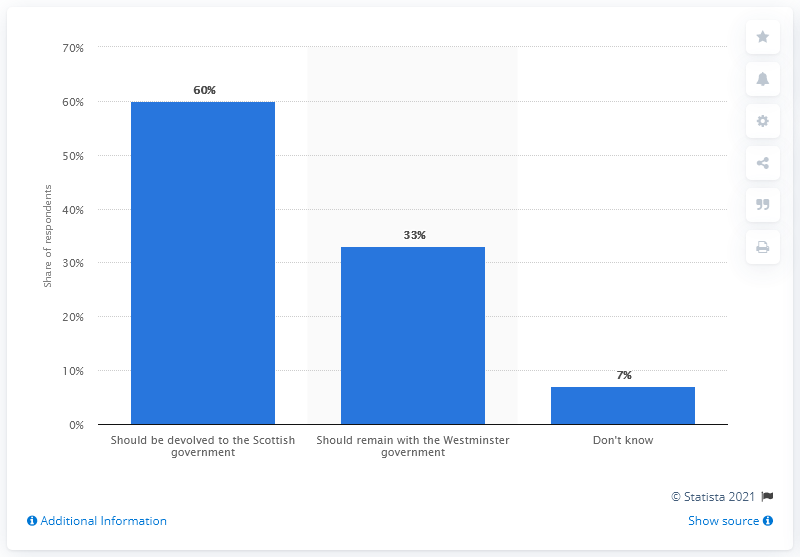 70%
60%
60%
50%
40%
33%
30%
20%
10%
7%
0%
Share of respondents
Should be devolved to the Scottish
government
Should remain with the Westminster
government
Don't know
© Statista 2021
Additional Information
Show source